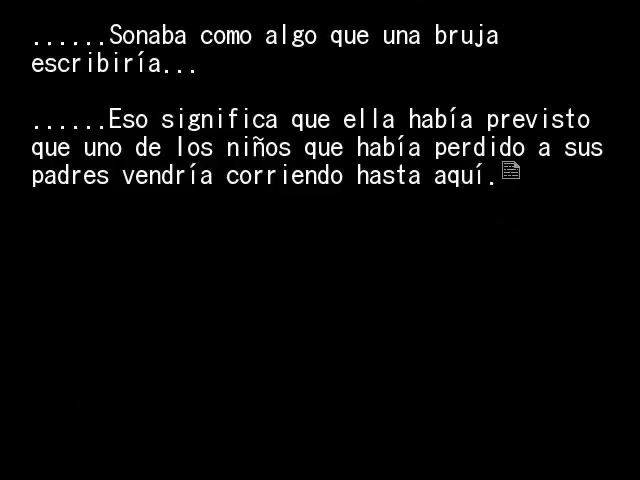 ......Sonaba como algo que una bruja
escribiría...
......Eso significa que ella había previsto
que uno de los niños que había perdido a sus
padres vendría corriendo hasta aquí.